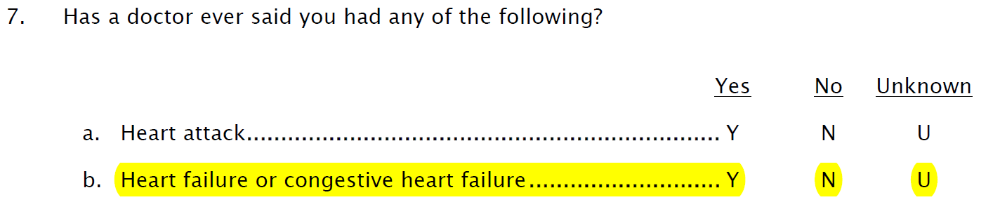 7. Has a doctor ever said you had any of the following?
Yes No Unknown
a. Heart attack..................................................................... Y N U
b. Heart failure or congestive heart failure............................ Y N U